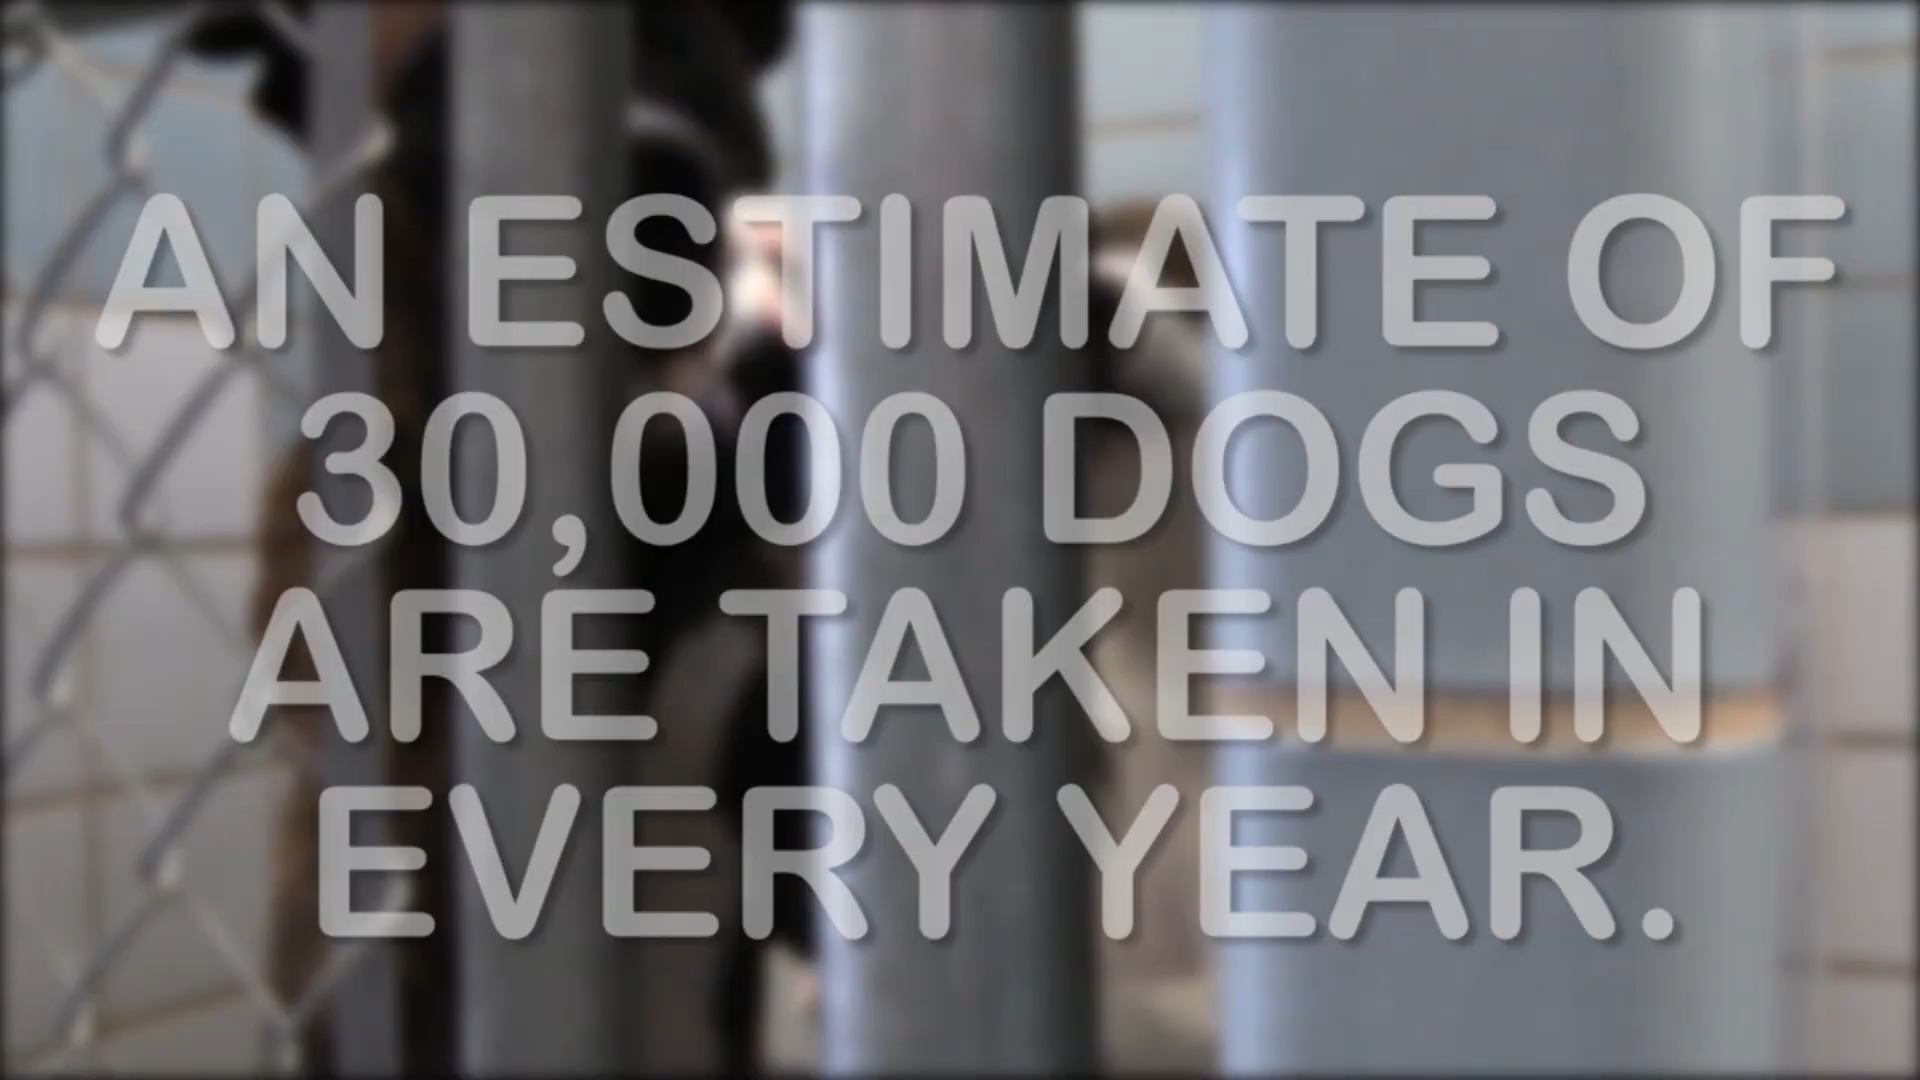 AN ESTIMATE OF
30,000 DOGS
ARE TAKEN IN
EVERY YEAR.